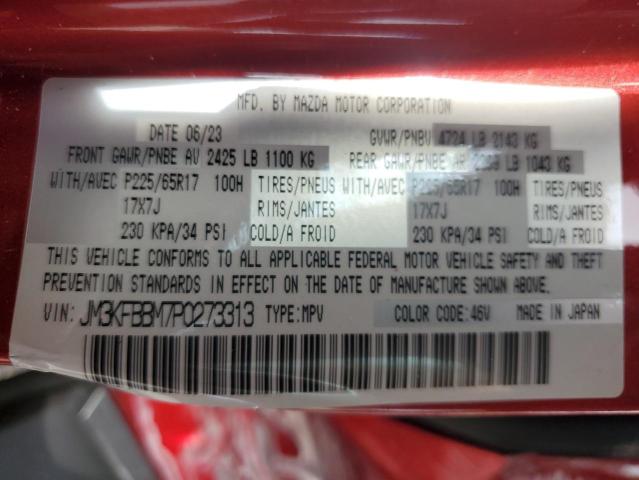 MFD. BY MAZDA MOTOR CORPORATION
DATE 06/23 GVWR/PNBV 4724 LB 2143 KG
FRONT GAWR/PNBE AV 2425 LB 1100 KG REAR GAWR/PNBE AR LB 1043 KG
WITH/AVEC P225/65R17 100H TIRES/PNEUS WITH/AVEC P225/65R17 100H TIRES/PNEUS
17X7J RIMS/JANTES 17X7J RIMS/JANTES
230 KPA/34 PSI COLD/A FROID 230 KPA/34 PSI COLD/A FROID
THIS VEHICLE CONFORMS TO ALL APPLICABLE FEDERAL MOTOR VEHICLE SAFETY AND THEFT
PREVENTION STANDARDS IN EFFECT ON THE DATE OF MANUFACTURE SHOWN ABOVE.
VIN: JM3KFBBM7P0273313 TYPE:MPV COLOR CODE:46V MADE IN JAPAN